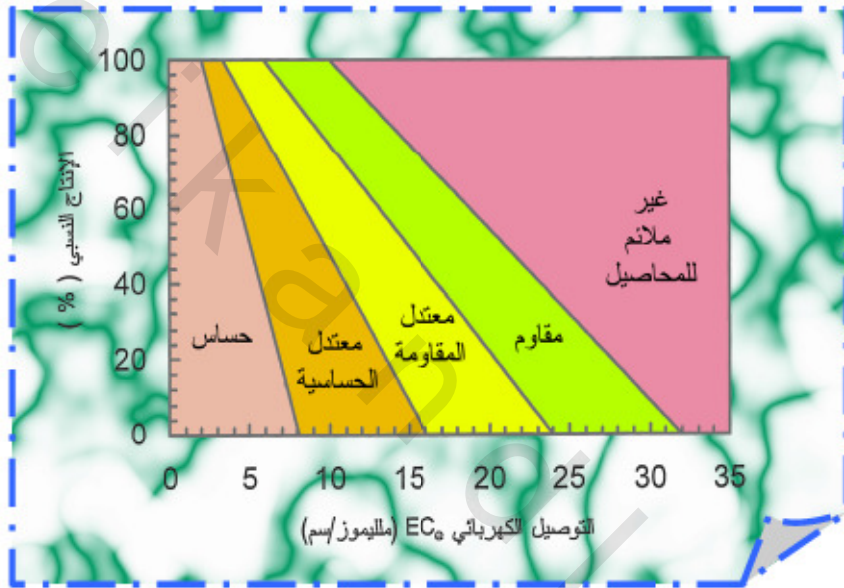 100
80
60
40
20
0
الإنتاج النسبي ( % )
حساس
معتدل
الحساسية
معتدل
المقاومة
مقاوم
غير
ملائم
للمحاصيل
0 5 10 15 20 25 30 35
التوصيل الكهربائي ECe (ملليموز/سم)